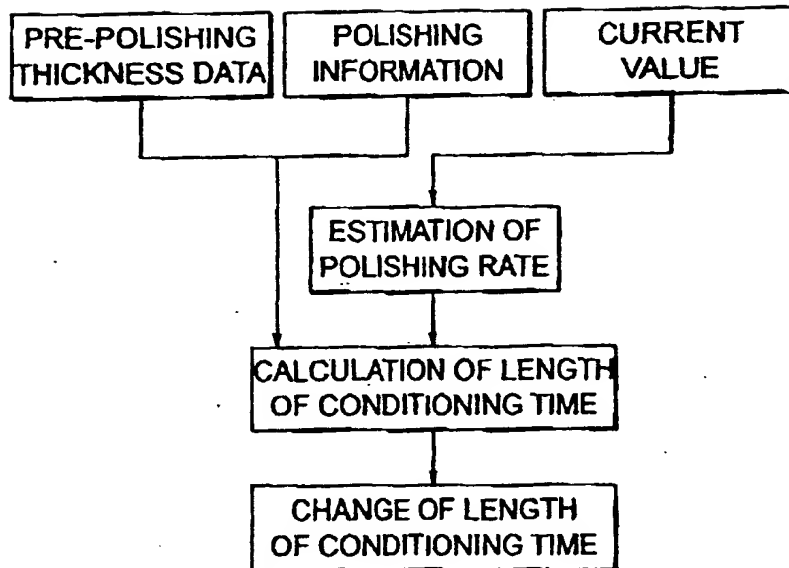 PRE-POLISHING
THICKNESS DATA
POLISHING
INFORMATION
CURRENT
VALUE
ESTIMATION OF
POLISHING RATE
CALCULATION OF LENGTH
OF CONDITIONING TIME
CHANGE OF LENGTH
OF CONDITIONING TIME